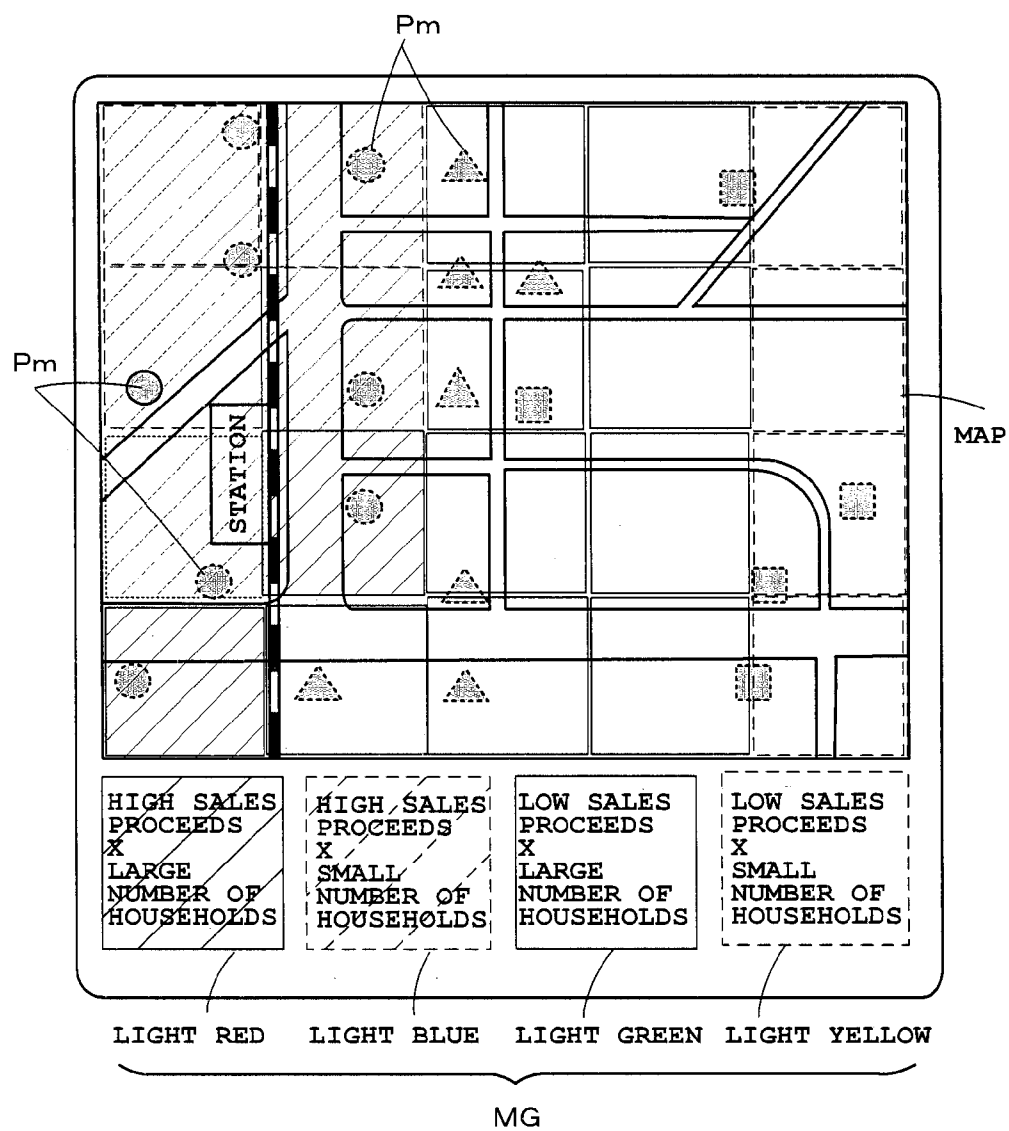 Pm
Pm
MAP
STATION
HIGH SALES
PROCEEDS
X
LARGE
NUMBER OF
HOUSEHOLDS
HIGH SALES
PROCEEDS
X
SMALL
NUMBER OF
HOUSEHOLDS
LOW SALES
PROCEEDS
X
LARGE
NUMBER OF
HOUSEHOLDS
LOW SALES
PROCEEDS
X
SMALL
NUMBER OF
HOUSEHOLDS
LIGHT RED
LIGHT BLUE
LIGHT GREEN
LIGHT YELLOW
MG